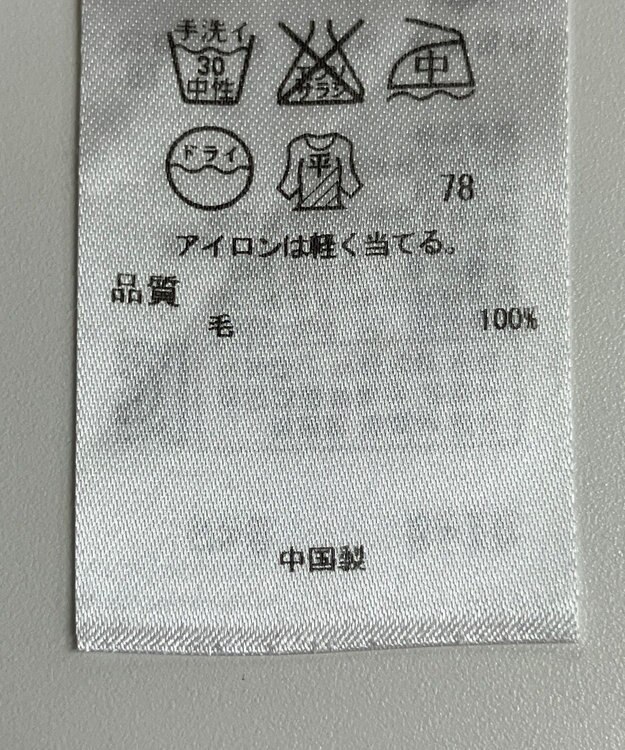 手洗イ 30 中性 エンソ サラシ 中
ドライ 平 78
アイロンは軽く当てる。
品質
毛 100%
中国製